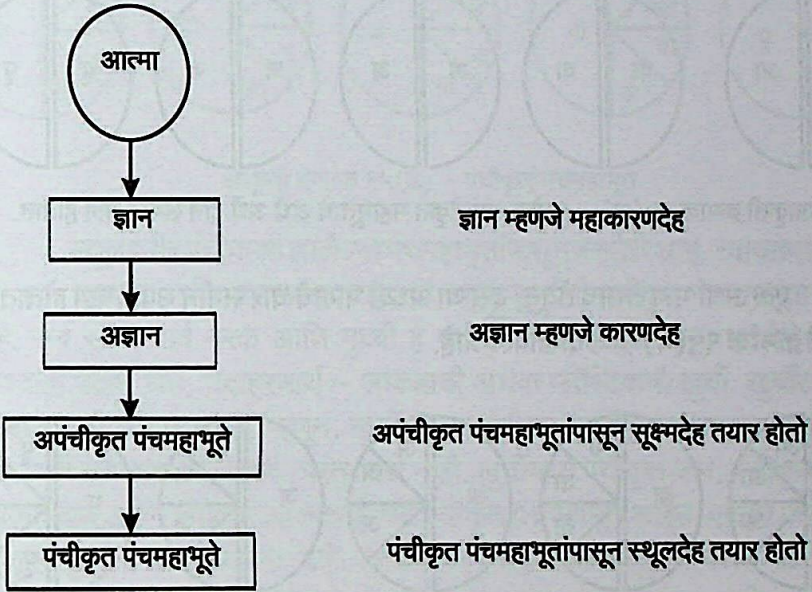 आत्मा
ज्ञान
ज्ञान म्हणजे महाकारणदेह
अज्ञान
अज्ञान म्हणजे कारणदेह
अपंचीकृत पंचमहाभूते
अपंचीकृत पंचमहाभूतांपासून सूक्ष्मदेह तयार होतो
पंचीकृत पंचमहाभूते
पंचीकृत पंचमहाभूतांपासून स्थूलदेह तयार होतो